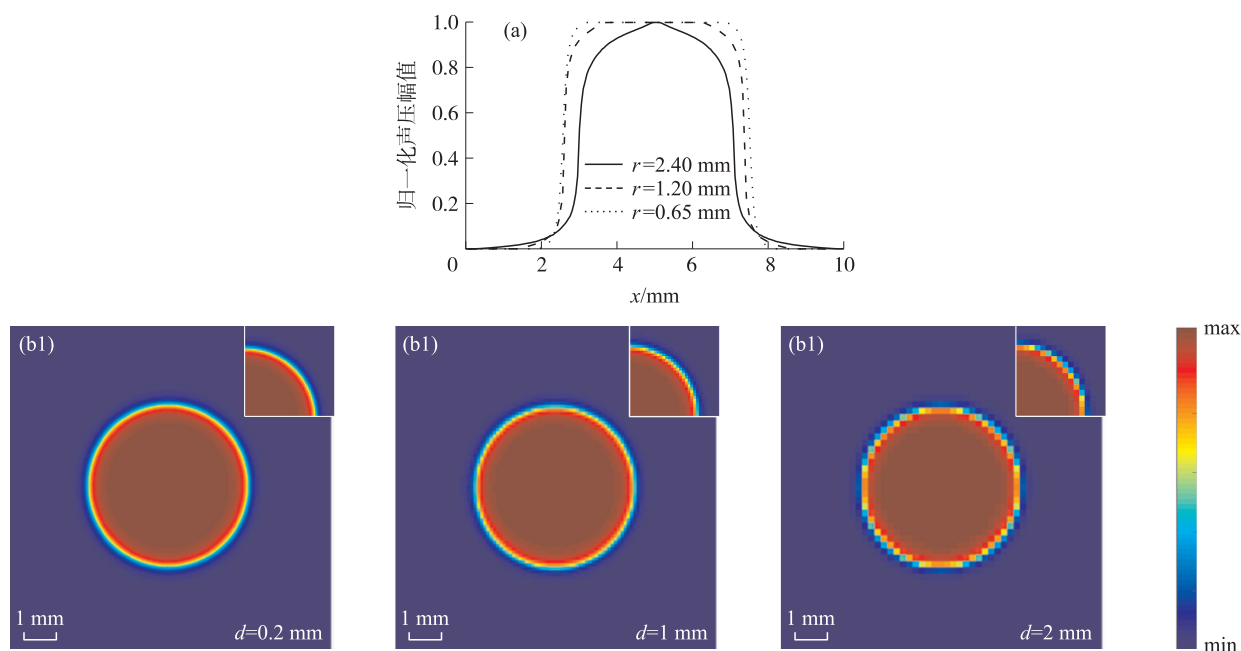 (a)
1.0
0.8
0.6
0.4
0.2
归一化声压幅值
r=2.40 mm
r=1.20 mm
r=0.65 mm
0 2 4 6 8 10
x/mm
(b1)
1 mm
d=0.2 mm
(b1)
1 mm
d=1 mm
(b1)
1 mm
d=2 mm
max
min